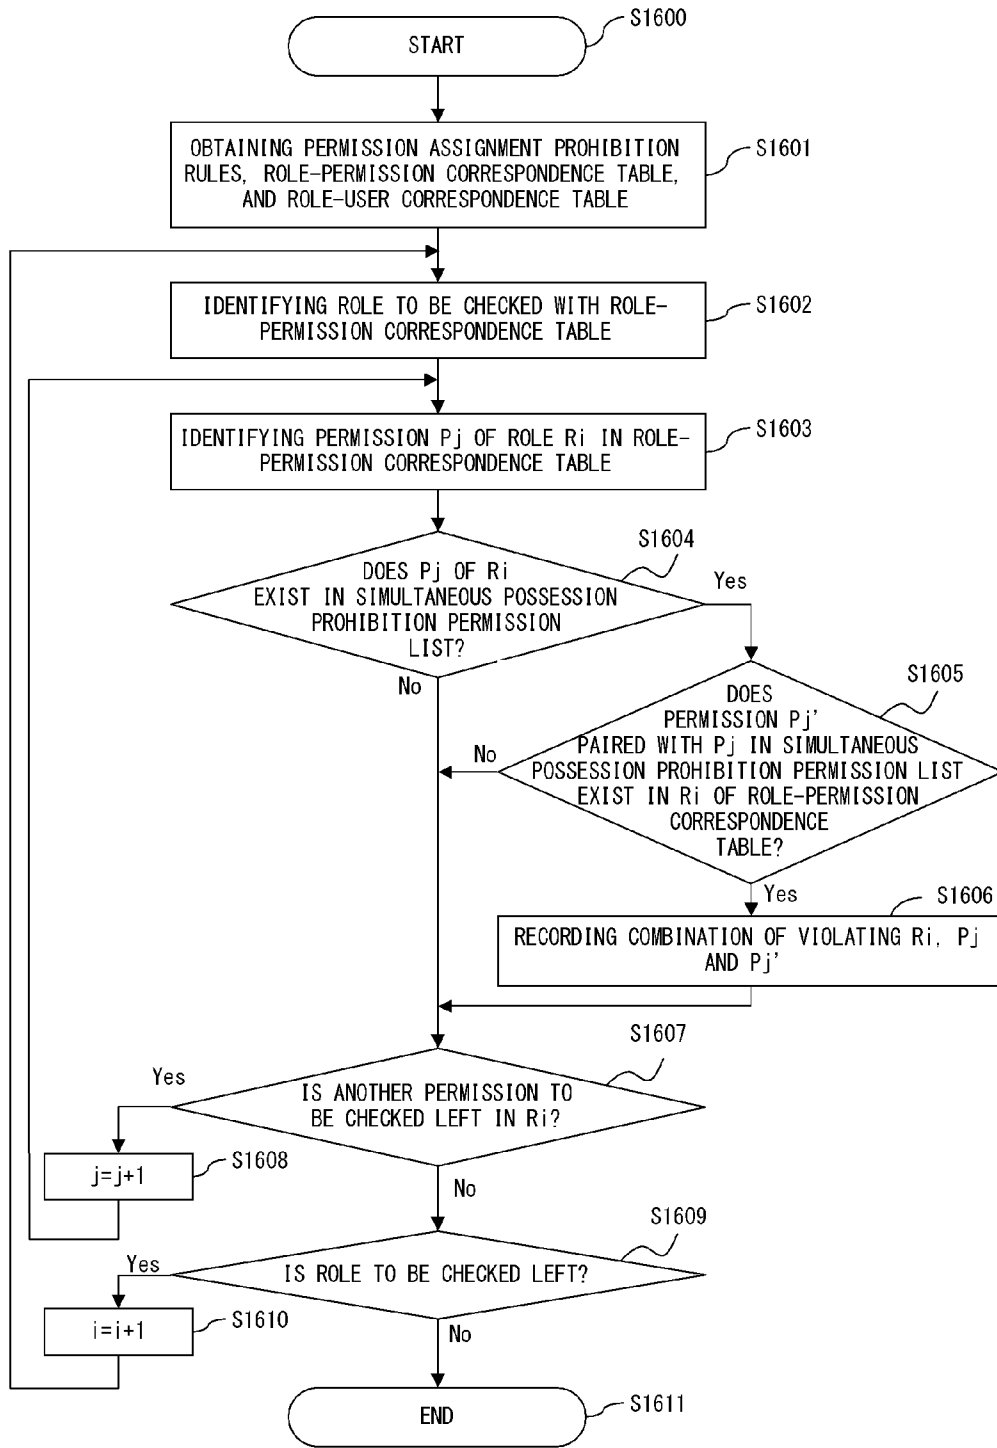 START
S1600
OBTAINING PERMISSION ASSIGNMENT PROHIBITION
RULES, ROLE-PERMISSION CORRESPONDENCE TABLE,
AND ROLE-USER CORRESPONDENCE TABLE
S1601
IDENTIFYING ROLE TO BE CHECKED WITH ROLE-
PERMISSION CORRESPONDENCE TABLE
S1602
IDENTIFYING PERMISSION Pj OF ROLE Ri IN ROLE-
PERMISSION CORRESPONDENCE TABLE
S1603
DOES Pj OF Ri
EXIST IN SIMULTANEOUS POSSESSION
PROHIBITION PERMISSION
LIST?
S1604
Yes
No
DOES
PERMISSION Pj'
PAIRED WITH Pj IN SIMULTANEOUS
POSSESSION PROHIBITION PERMISSION LIST
EXIST IN Ri OF ROLE-PERMISSION
CORRESPONDENCE
TABLE?
S1605
No
Yes
RECORDING COMBINATION OF VIOLATING Ri, Pj
AND Pj'
S1606
IS ANOTHER PERMISSION TO
BE CHECKED LEFT IN Ri?
S1607
Yes
j=j+1
S1608
No
IS ROLE TO BE CHECKED LEFT?
S1609
Yes
i=i+1
S1610
No
END
S1611